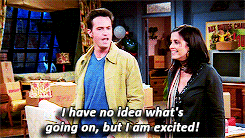 I have no idea what's
going on, but I am excited!